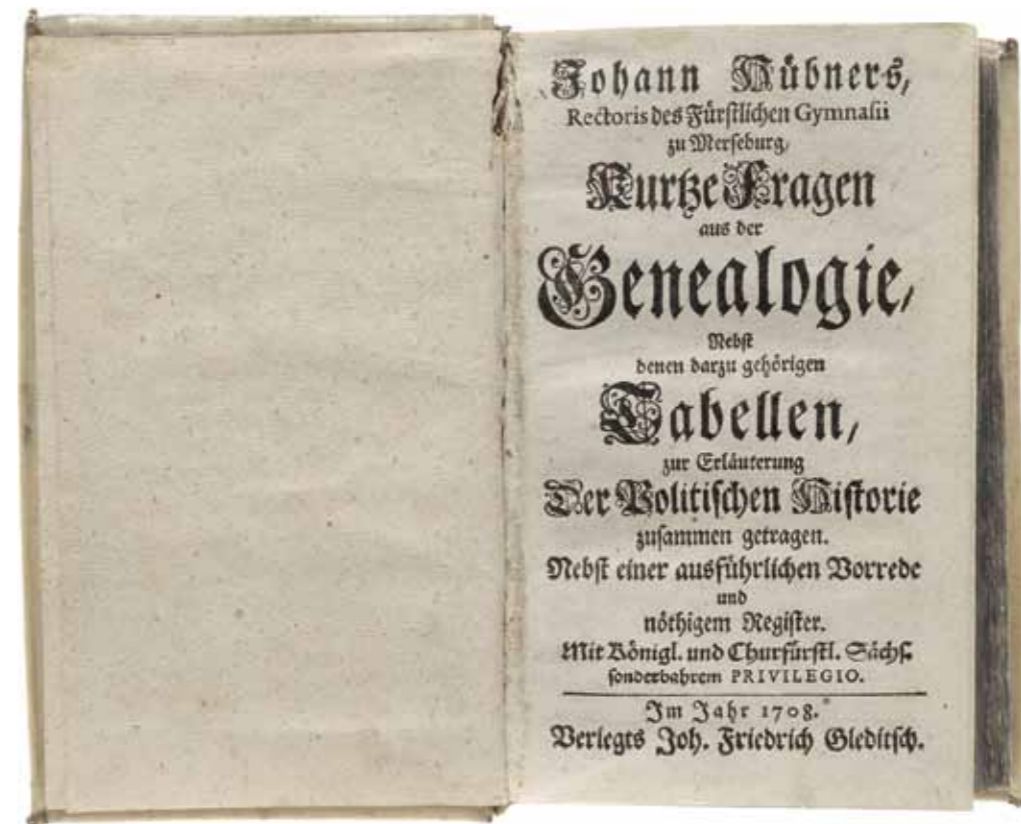 Johann Hübners,
Rectoris des Fürstlichen Gymnasii
zu Merseburg,
Kurtze Fragen
aus der
Genealogie,
Nebst
denen darzu gehörigen
Tabellen,
zur Erläuterung
Der Politischen Historie
zusammen getragen.
Nebst einer ausführlichen Vorrede
und
nöthigem Register.
Mit Königl. und Churfürstl. Sächs.
sonderbahrem PRIVILEGIO.
Im Jahr 1708.
Verlegts Joh. Friedrich Gleditsch.